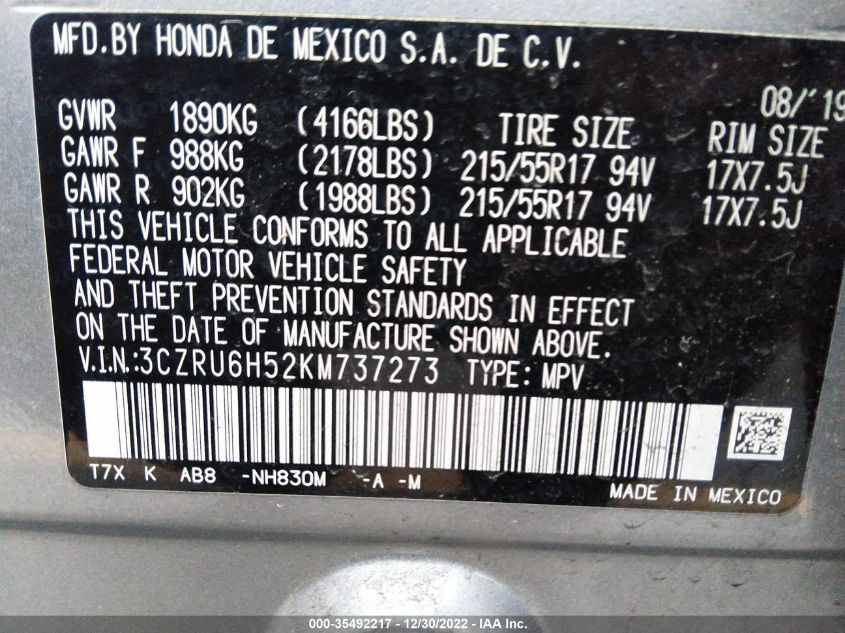 MFD.BY HONDA DE MEXICO S.A. DE C.V.
08/'19
GVWR 1890KG (4166LBS) TIRE SIZE RIM SIZE
GAWR F 988KG (2178LBS) 215/55R17 94V 17X7.5J
GAWR R 902KG (1988LBS) 215/55R17 94V 17X7.5J
THIS VEHICLE CONFORMS TO ALL APPLICABLE
FEDERAL MOTOR VEHICLE SAFETY
AND THEFT PREVENTION STANDARDS IN EFFECT
ON THE DATE OF MANUFACTURE SHOWN ABOVE.
V.I.N.:3CZRU6H52KM737273 TYPE: MPV
T7X K AB8 -NH830M -A -M
MADE IN MEXICO
000-35492217 - 12/30/2022 - IAA Inc.